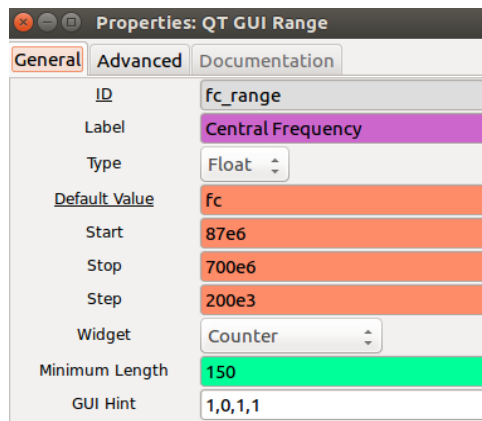 Properties: QT GUI Range
General Advanced Documentation
ID fc_range
Label Central Frequency
Type Float
Default Value fc
Start 87e6
Stop 700e6
Step 200e3
Widget Counter
Minimum Length 150
GUI Hint 1,0,1,1